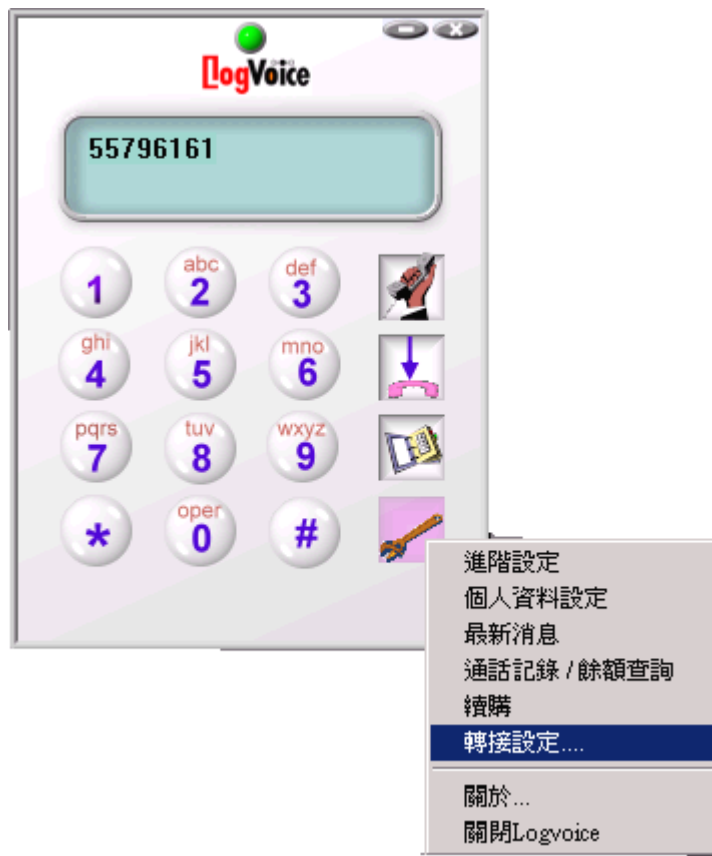 LogVoice
55796161
1
abc
2
def
3
ghi
4
jkl
5
mno
6
pqrs
7
tuv
8
wxyz
9
*
oper
0
#
進階設定
個人資料設定
最新消息
通話記錄 / 餘額查詢
續購
轉接設定....
關於...
關閉Logvoice